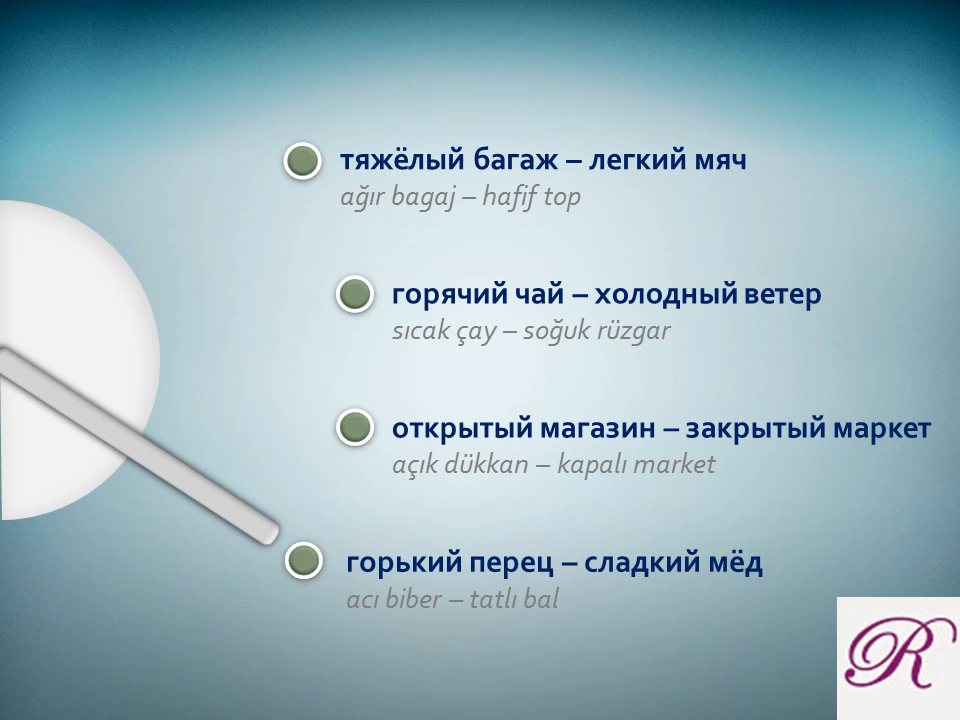 тяжёлый багаж – легкий мяч
ağır bagaj – hafif top
горячий чай – холодный ветер
sıcak çay – soğuk rüzgar
открытый магазин – закрытый маркет
açık dükkan – kapalı market
горький перец – сладкий мёд
acı biber – tatlı bal
R